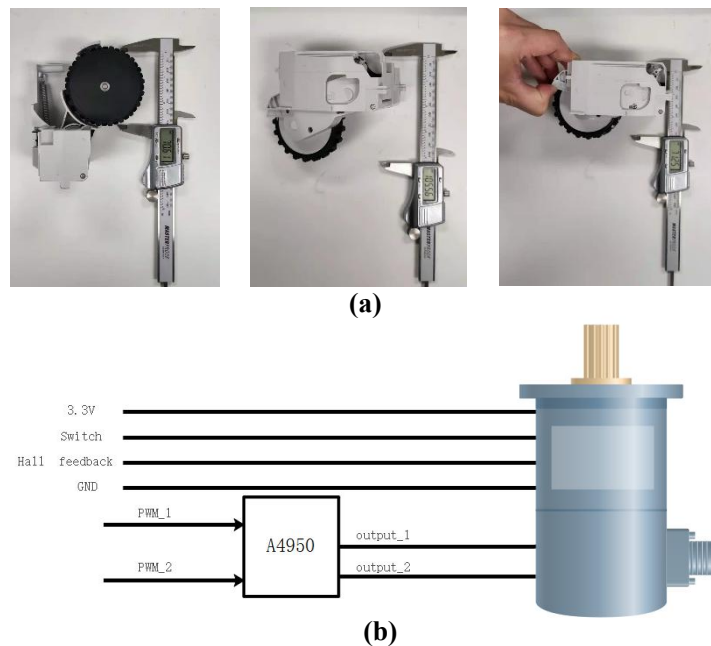 (a)
3.3V
Switch
Hall feedback
GND
PWM_1
PWM_2
A4950
output_1
output_2
(b)